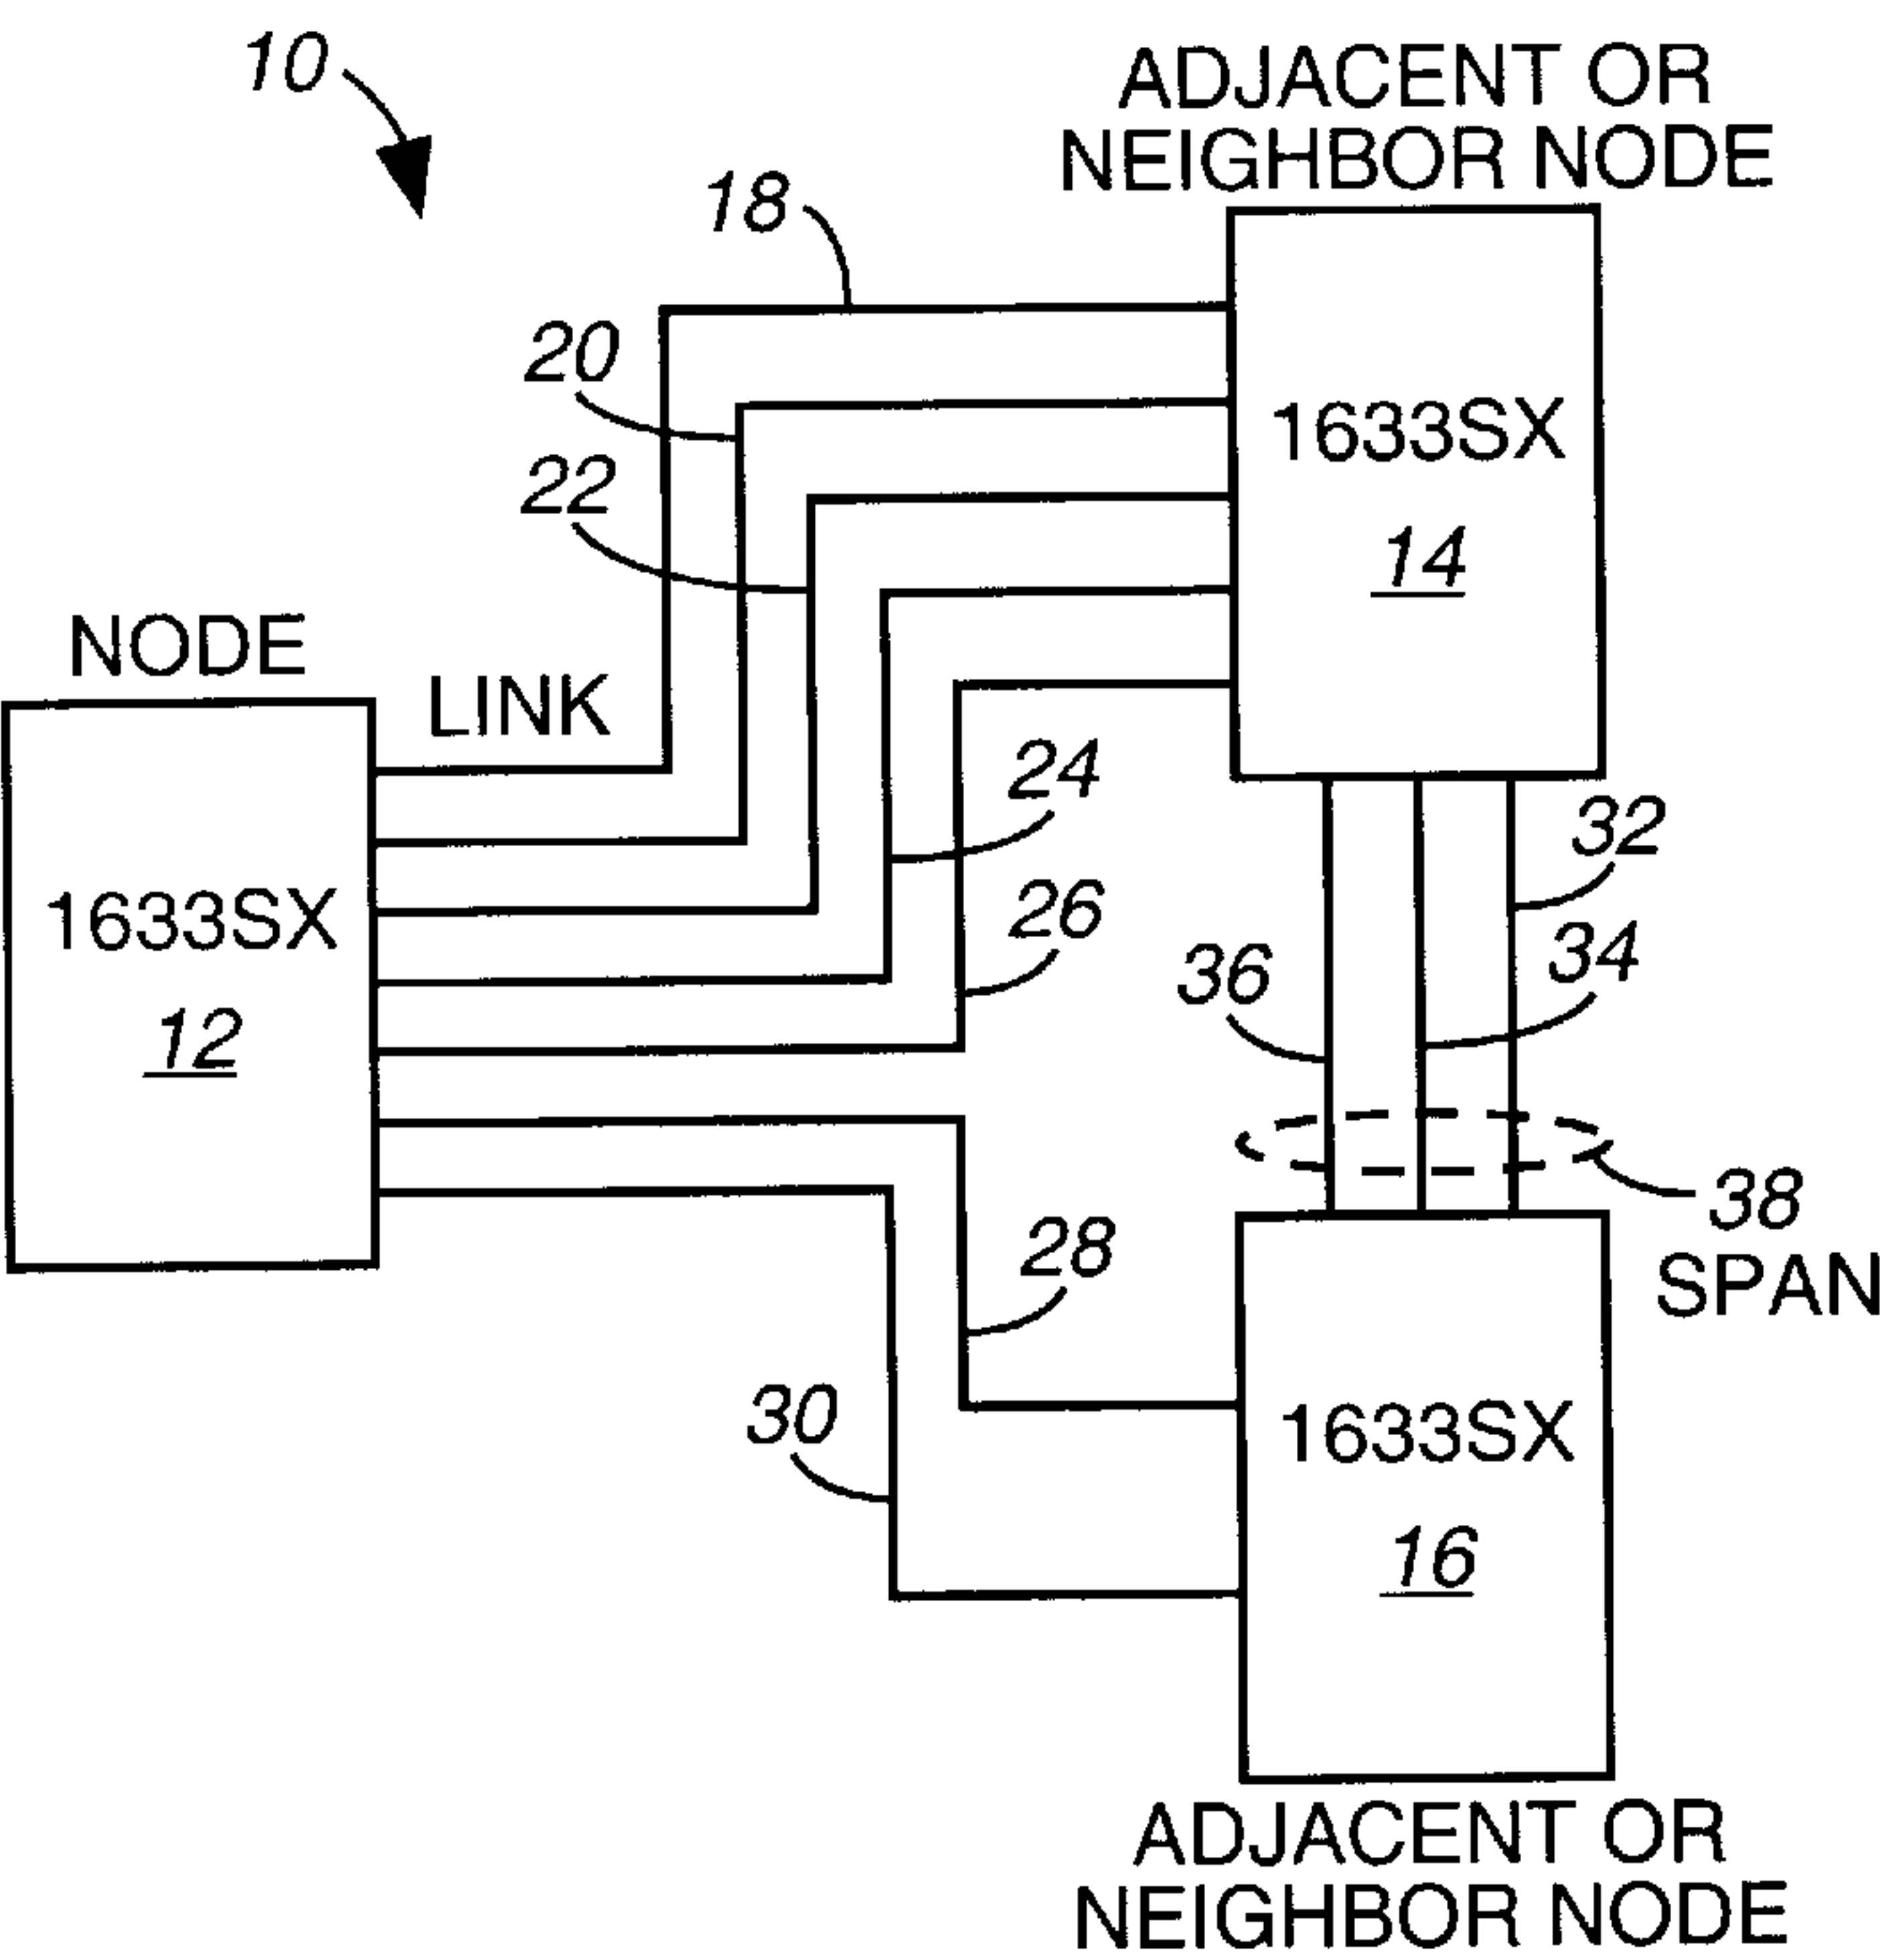 10
ADJACENT OR
NEIGHBOR NODE
18
20
1633SX
22
14
NODE
LINK
24
32
1633SX
26
34
36
12
38
SPAN
28
30
1633SX
16
ADJACENT OR
NEIGHBOR NODE